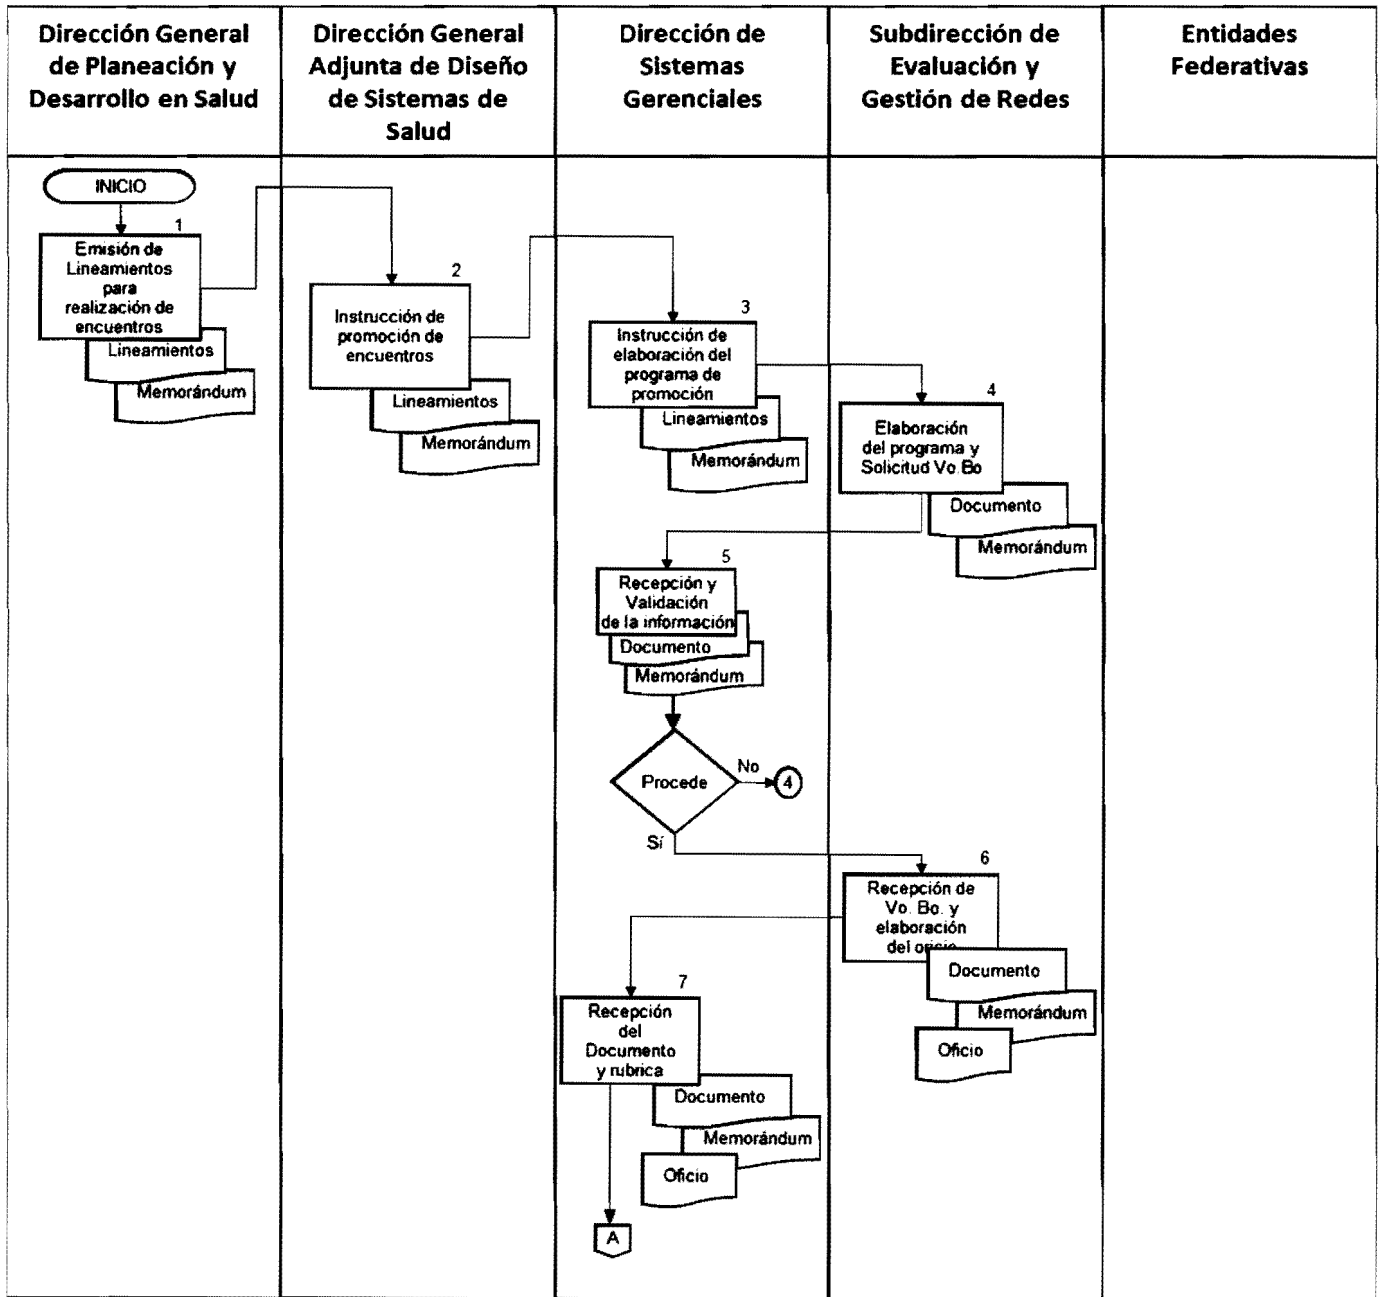 Dirección General
de Planeación y
Desarrollo en Salud
Dirección General
Adjunta de Diseño
de Sistemas de
Salud
Dirección de
Sistemas
Gerenciales
Subdirección de
Evaluación y
Gestión de Redes
Entidades
Federativas
INICIO
1
Emisión de
Lineamientos
para
realización de
encuentros
Lineamientos
Memorándum
2
Instrucción de
promoción de
encuentros
Lineamientos
Memorándum
3
Instrucción de
elaboración del
programa de
promoción
Lineamientos
Memorándum
4
Elaboración
del programa y
Solicitud Vo.Bo
Documento
Memorándum
5
Recepción y
Validación
de la información
Documento
Memorándum
Procede
No
4
Sí
6
Recepción de
Vo. Bo. y
elaboración
del
Documento
Memorándum
Oficio
7
Recepción
del
Documento
y rubrica
Documento
Memorándum
Oficio
A